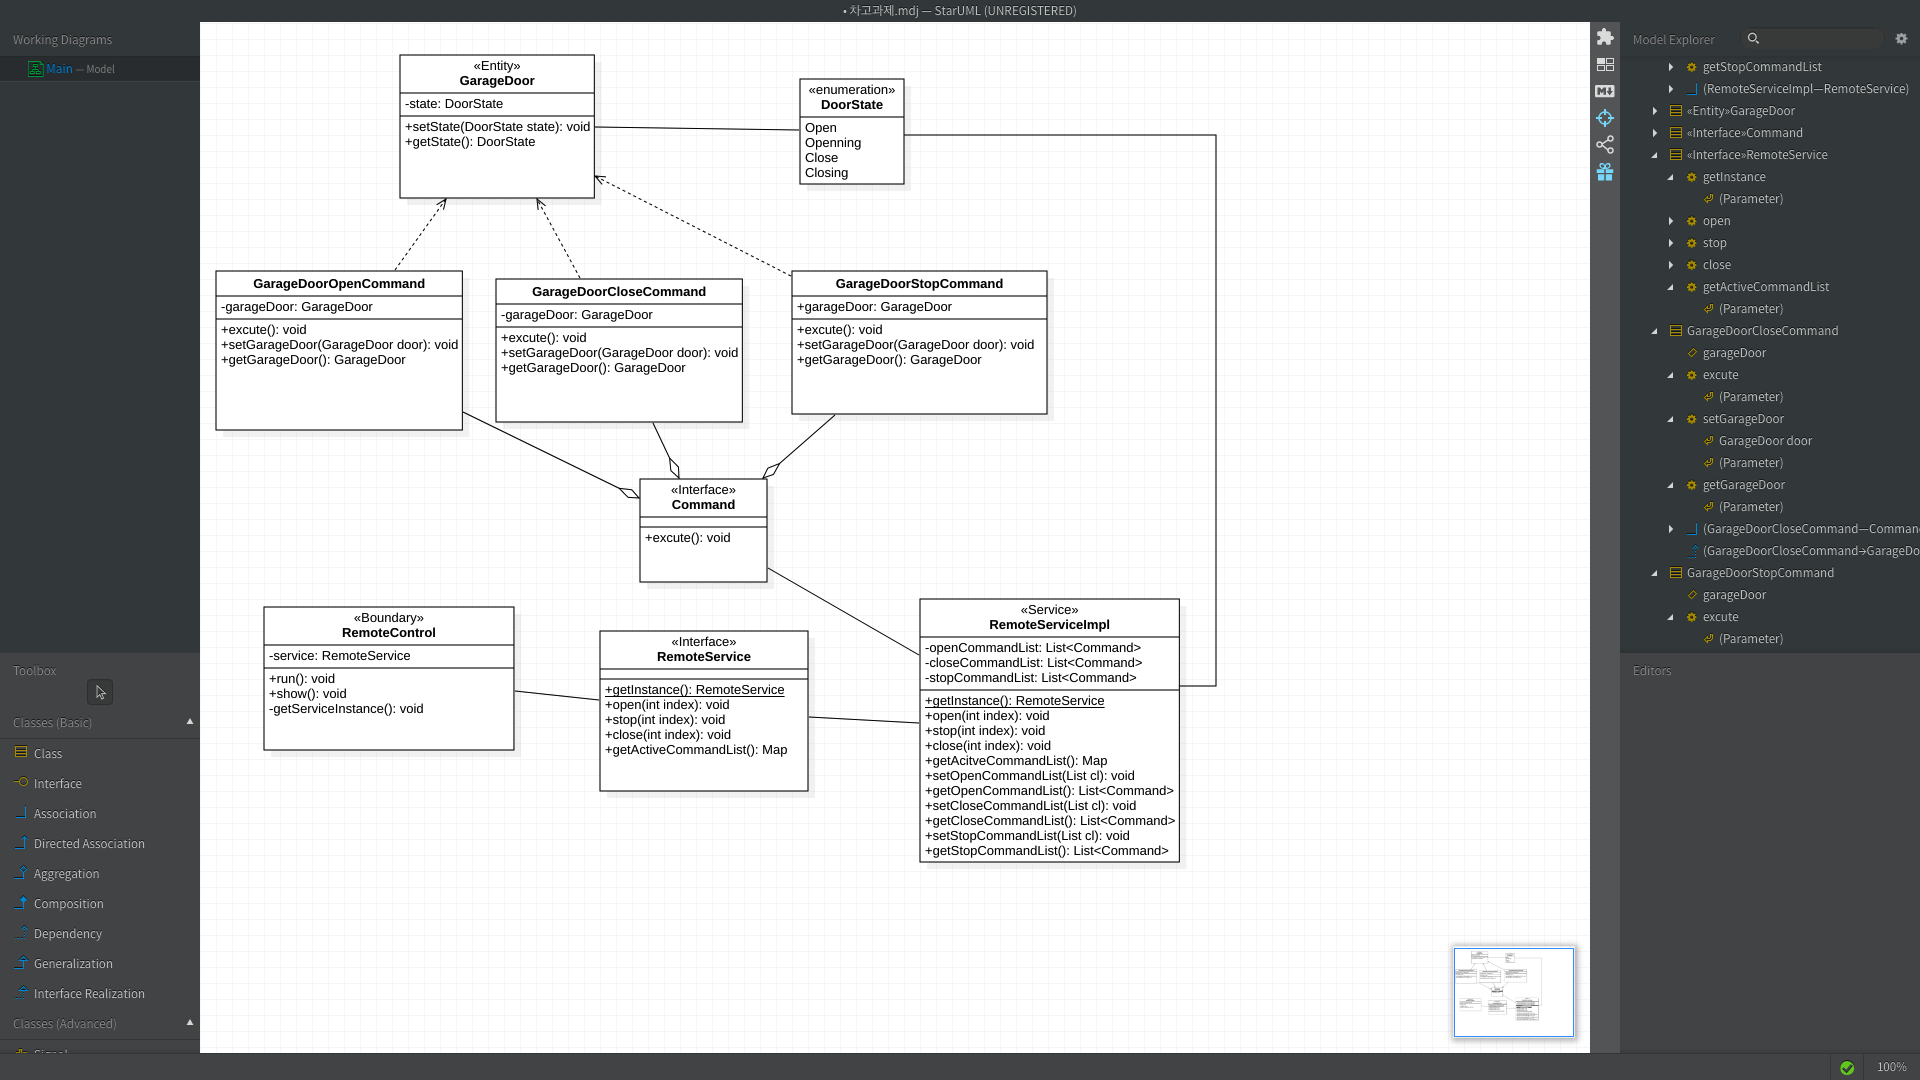 • 차고과제.mdj — StarUML (UNREGISTERED)
Working Diagrams
Main — Model
Toolbox
Classes (Basic)
Class
Interface
Association
Directed Association
Aggregation
Composition
Dependency
Generalization
Interface Realization
Classes (Advanced)
Signal
«Entity»
GarageDoor
-state: DoorState
+setState(DoorState state): void
+getState(): DoorState
«enumeration»
DoorState
Open
Openning
Close
Closing
GarageDoorOpenCommand
-garageDoor: GarageDoor
+excute(): void
+setGarageDoor(GarageDoor door): void
+getGarageDoor(): GarageDoor
GarageDoorCloseCommand
-garageDoor: GarageDoor
+excute(): void
+setGarageDoor(GarageDoor door): void
+getGarageDoor(): GarageDoor
GarageDoorStopCommand
+garageDoor: GarageDoor
+excute(): void
+setGarageDoor(GarageDoor door): void
+getGarageDoor(): GarageDoor
«Interface»
Command
+excute(): void
«Boundary»
RemoteControl
-service: RemoteService
+run(): void
+show(): void
-getServiceInstance(): void
«Interface»
RemoteService
+getInstance(): RemoteService
+open(int index): void
+stop(int index): void
+close(int index): void
+getActiveCommandList(): Map
«Service»
RemoteServiceImpl
-openCommandList: List<Command>
-closeCommandList: List<Command>
-stopCommandList: List<Command>
+getInstance(): RemoteService
+open(int index): void
+stop(int index): void
+close(int index): void
+getAcitveCommandList(): Map
+setOpenCommandList(List cl): void
+getOpenCommandList(): List<Command>
+setCloseCommandList(List cl): void
+getCloseCommandList(): List<Command>
+setStopCommandList(List cl): void
+getStopCommandList(): List<Command>
M↓
Model Explorer
getStopCommandList
(RemoteServiceImpl—RemoteService)
«Entity»GarageDoor
«Interface»Command
«Interface»RemoteService
getInstance
(Parameter)
open
stop
close
getActiveCommandList
(Parameter)
GarageDoorCloseCommand
garageDoor
excute
(Parameter)
setGarageDoor
GarageDoor door
(Parameter)
getGarageDoor
(Parameter)
(GarageDoorCloseCommand—Comman
(GarageDoorCloseCommand→GarageDo
GarageDoorStopCommand
garageDoor
excute
(Parameter)
Editors
100%